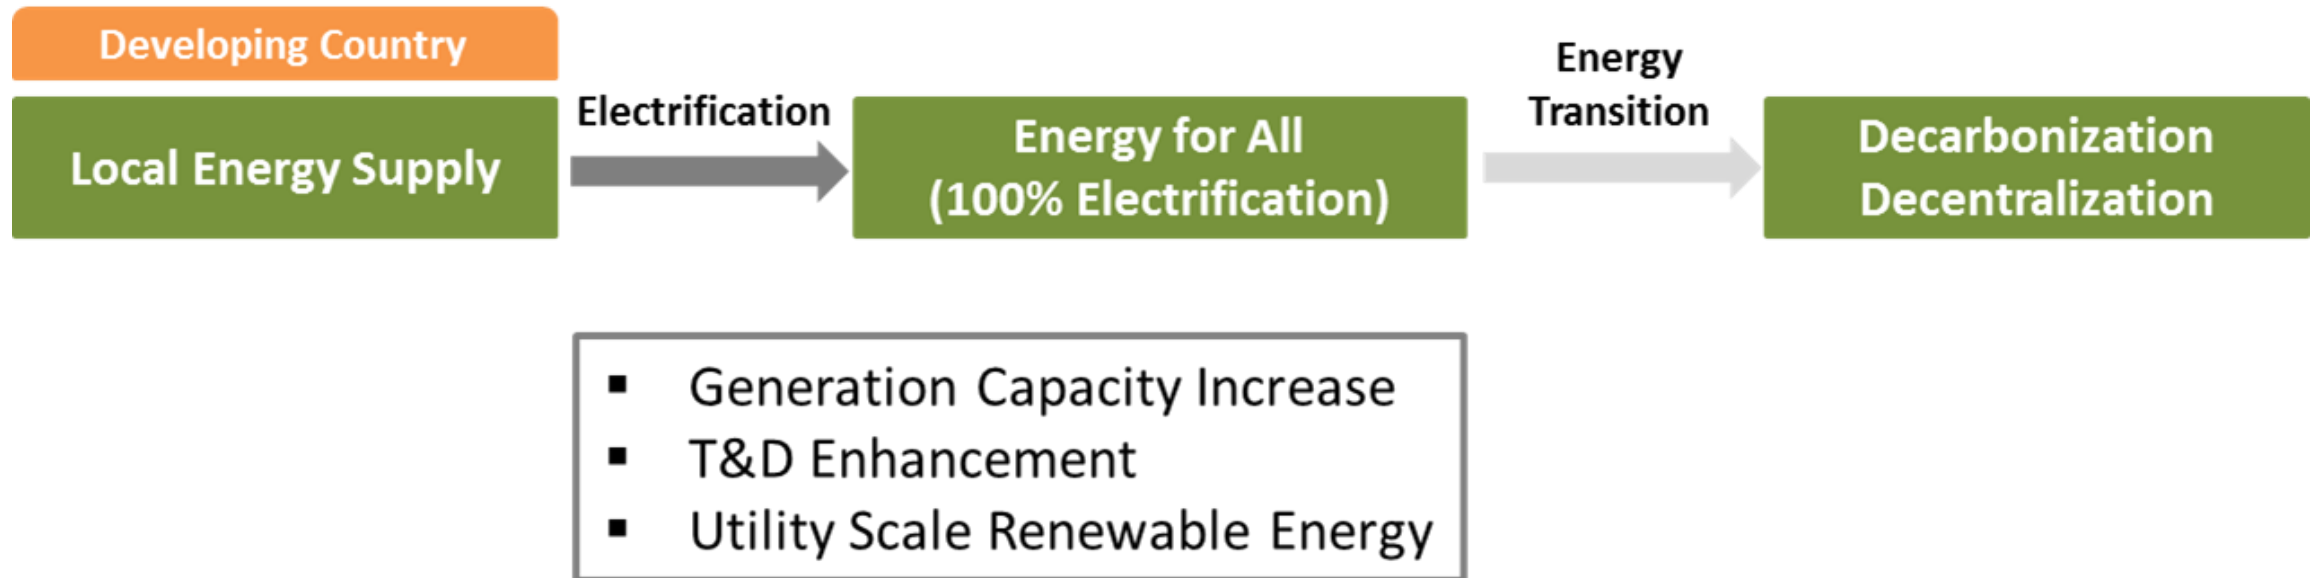 Developing Country
Local Energy Supply
Electrification
Energy for All
(100% Electrification)
Energy
Transition
Decarbonization
Decentralization
▪ Generation Capacity Increase
▪ T&D Enhancement
▪ Utility Scale Renewable Energy